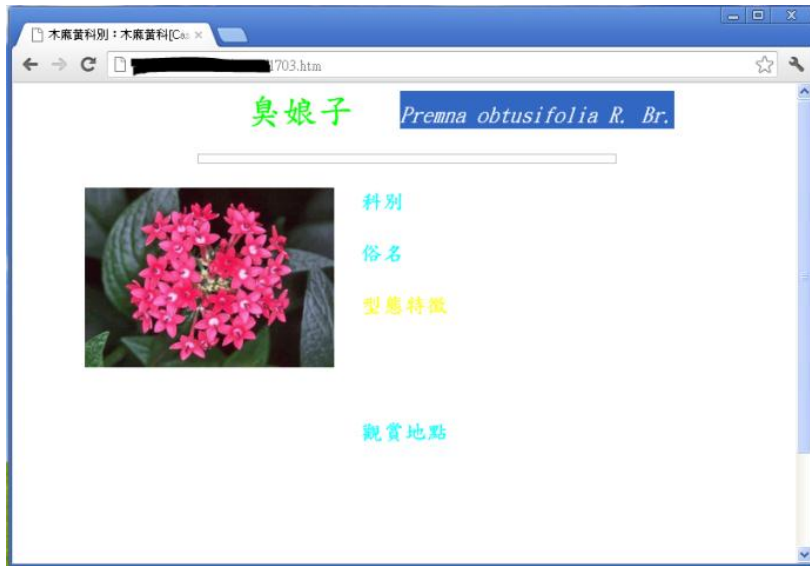 木麻黃科別：木麻黃科[Cas
1703.htm
臭娘子 Premna obtusifolia R. Br.
科別
俗名
型態特徵
觀賞地點